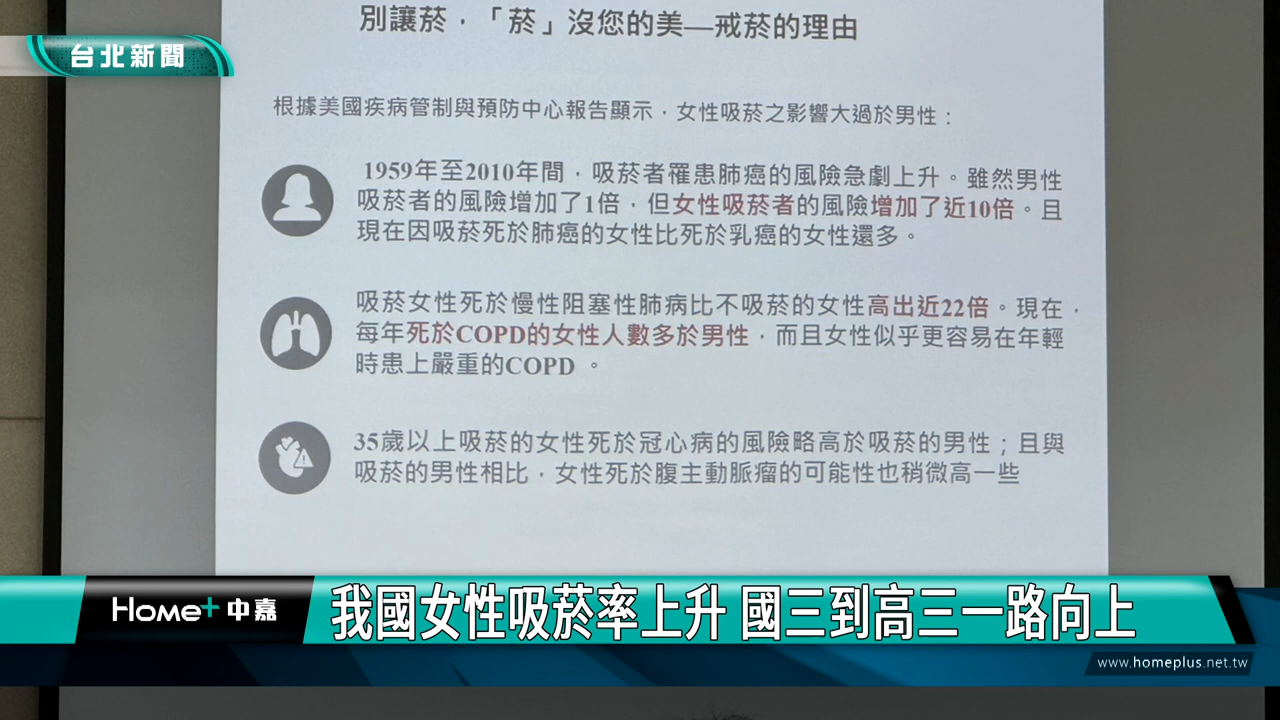 別讓菸，「菸」沒您的美—戒菸的理由
台北新聞
根據美國疾病管制與預防中心報告顯示，女性吸菸之影響大過於男性：
1959年至2010年間，吸菸者罹患肺癌的風險急劇上升。雖然男性
吸菸者的風險增加了1倍，但女性吸菸者的風險增加了近10倍。且
現在因吸菸死於肺癌的女性比死於乳癌的女性還多。
吸菸女性死於慢性阻塞性肺病比不吸菸的女性高出近22倍。現在，
每年死於COPD的女性人數多於男性，而且女性似乎更容易在年輕
時患上嚴重的COPD 。
35歲以上吸菸的女性死於冠心病的風險略高於吸菸的男性；且與
吸菸的男性相比，女性死於腹主動脈瘤的可能性也稍微高一些
Home+中嘉
我國女性吸菸率上升 國三到高三一路向上
www.homeplus.net.tw